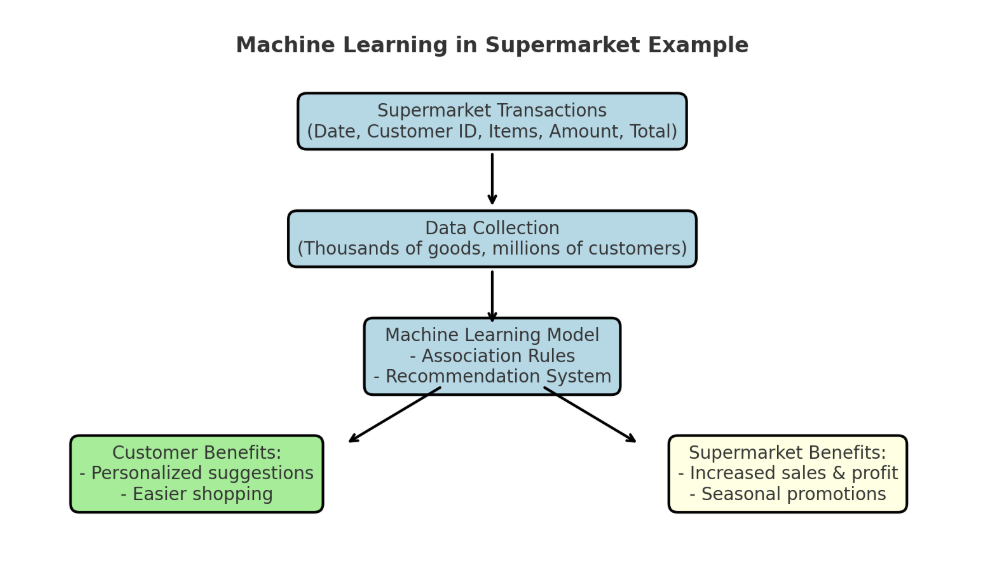 Machine Learning in Supermarket Example
Supermarket Transactions
(Date, Customer ID, Items, Amount, Total)
Data Collection
(Thousands of goods, millions of customers)
Machine Learning Model
- Association Rules
- Recommendation System
Customer Benefits:
- Personalized suggestions
- Easier shopping
Supermarket Benefits:
- Increased sales & profit
- Seasonal promotions